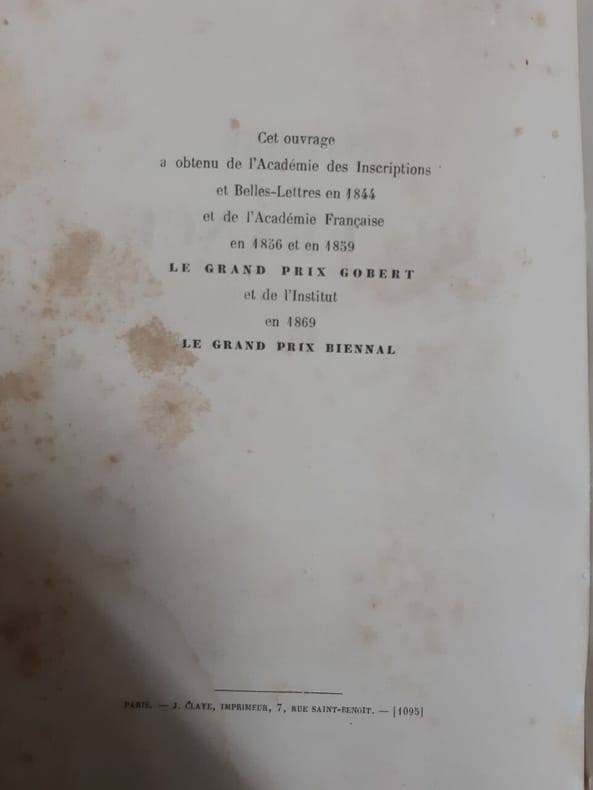 Cet ouvrage
a obtenu de l'Académie des Inscriptions
et Belles-Lettres en 1844
et de l'Académie Française
en 1856 et en 1859
LE GRAND PRIX GOBERT
et de l'Institut
en 1869
LE GRAND PRIX BIENNAL
PARIS. — J. CLAYE, IMPRIMEUR, 7, RUE SAINT-BENOÎT. — [1095]